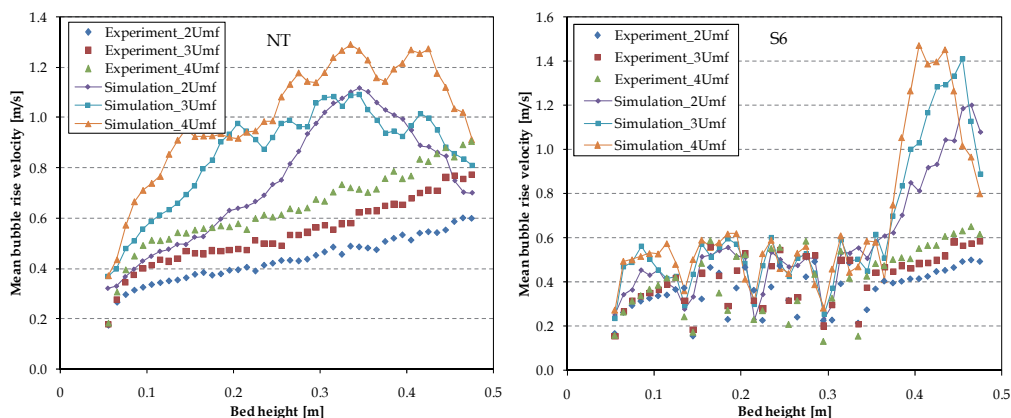 Mean bubble rise velocity [m/s]
1.4
1.2
1.0
0.8
0.6
0.4
0.2
0.0
Experiment_2Umf
Experiment_3Umf
Experiment_4Umf
Simulation_2Umf
Simulation_3Umf
Simulation_4Umf
NT
0 0.1 0.2 0.3 0.4 0.5
Bed height [m]
Mean bubble rise velocity [m/s]
1.6
1.4
1.2
1.0
0.8
0.6
0.4
0.2
0.0
Experiment_2Umf
Experiment_3Umf
Experiment_4Umf
Simulation_2Umf
Simulation_3Umf
Simulation_4Umf
S6
0 0.1 0.2 0.3 0.4 0.5
Bed height [m]